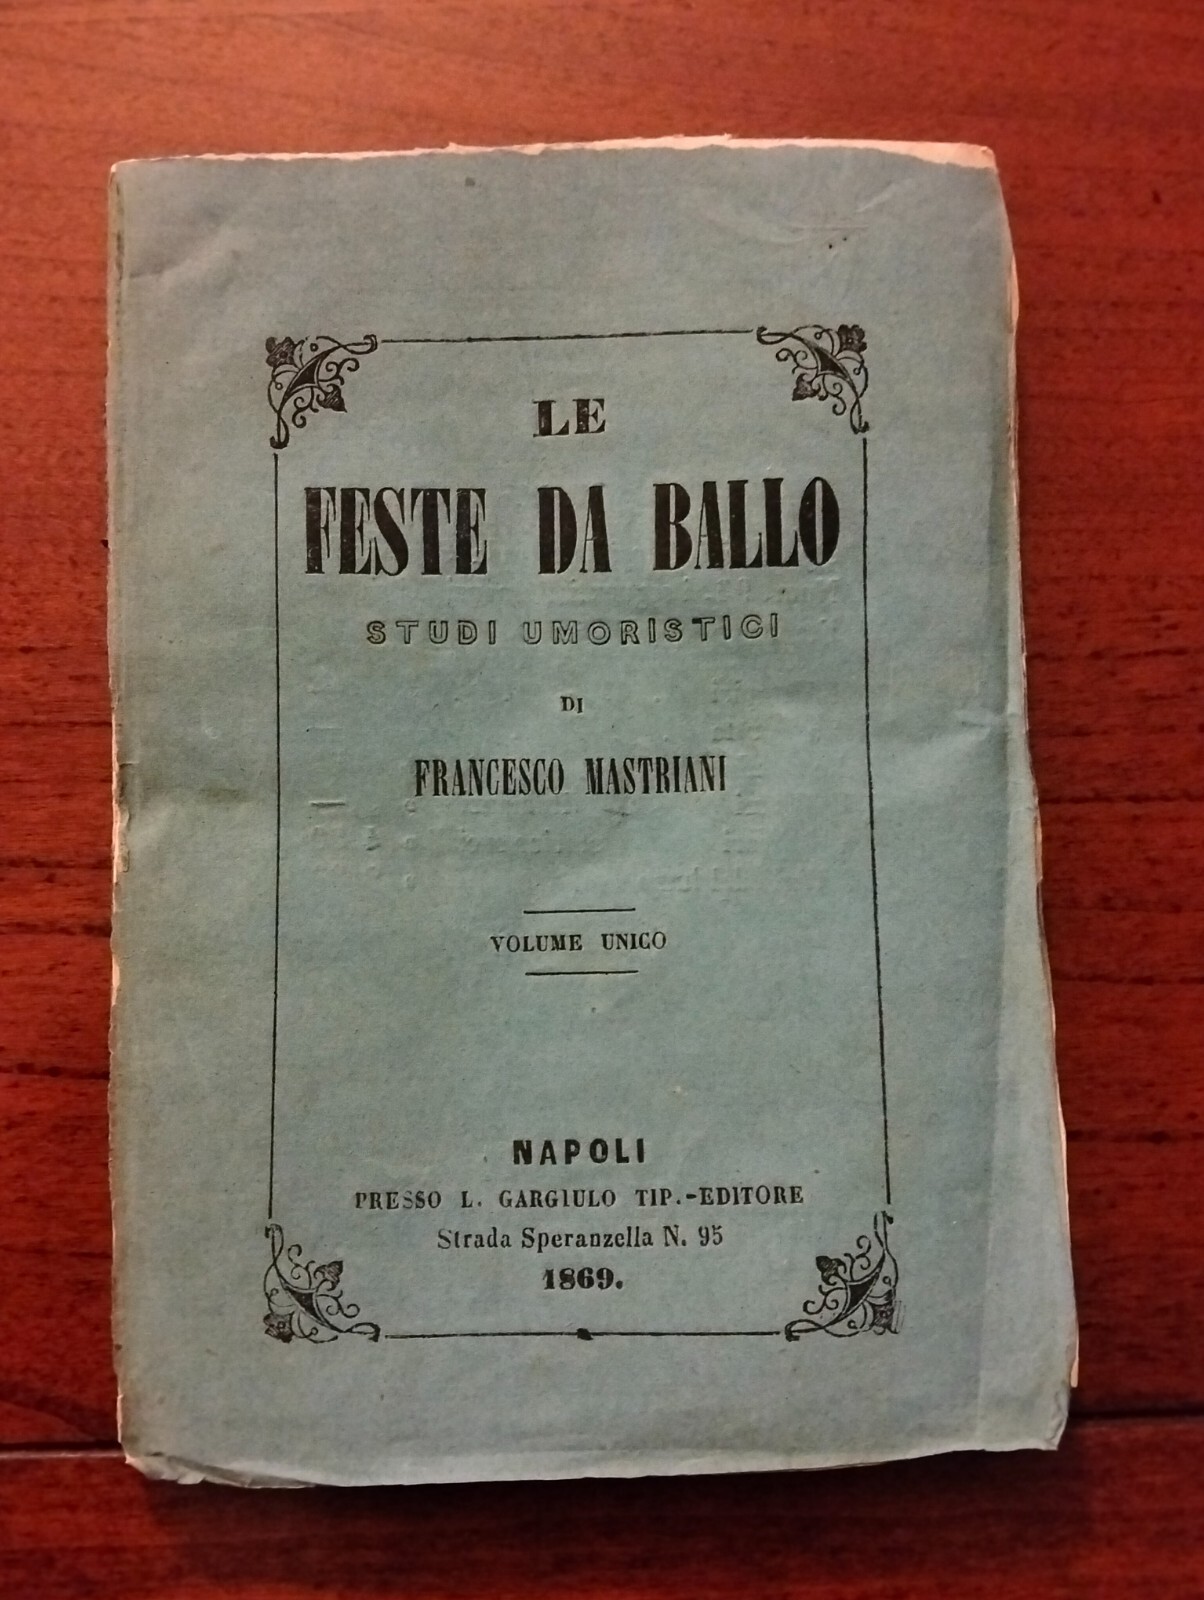 LE
FESTE DA BALLO
STUDI UMORISTICI
DI
FRANCESCO MASTRIANI
VOLUME UNICO
NAPOLI
PRESSO L. GARGIULO TIP.-EDITORE
Strada Speranzella N. 95
1869.